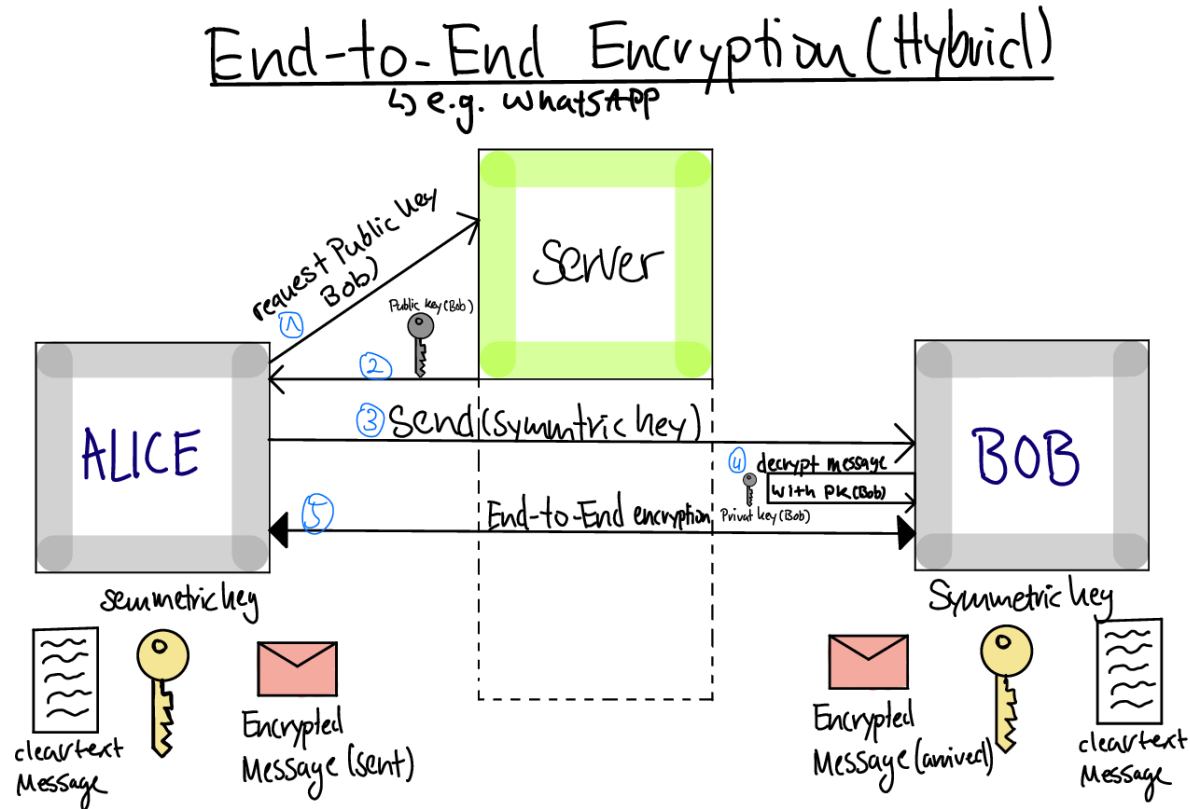 End-to-End Encryption (Hybrid)
↳ e.g. WhatsAPP
request Public key
Bob)
1
Server
Public key (Bob)
2
ALICE
3 Send (Symmtric key)
BOB
4 decrypt message
with PK (Bob)
Privat key (Bob)
5
End-to-End encryption
semmetric key
Symmetric key
cleartext
Message
Encrypted
Message (sent)
Encrypted
Message (arrived)
cleartext
Message